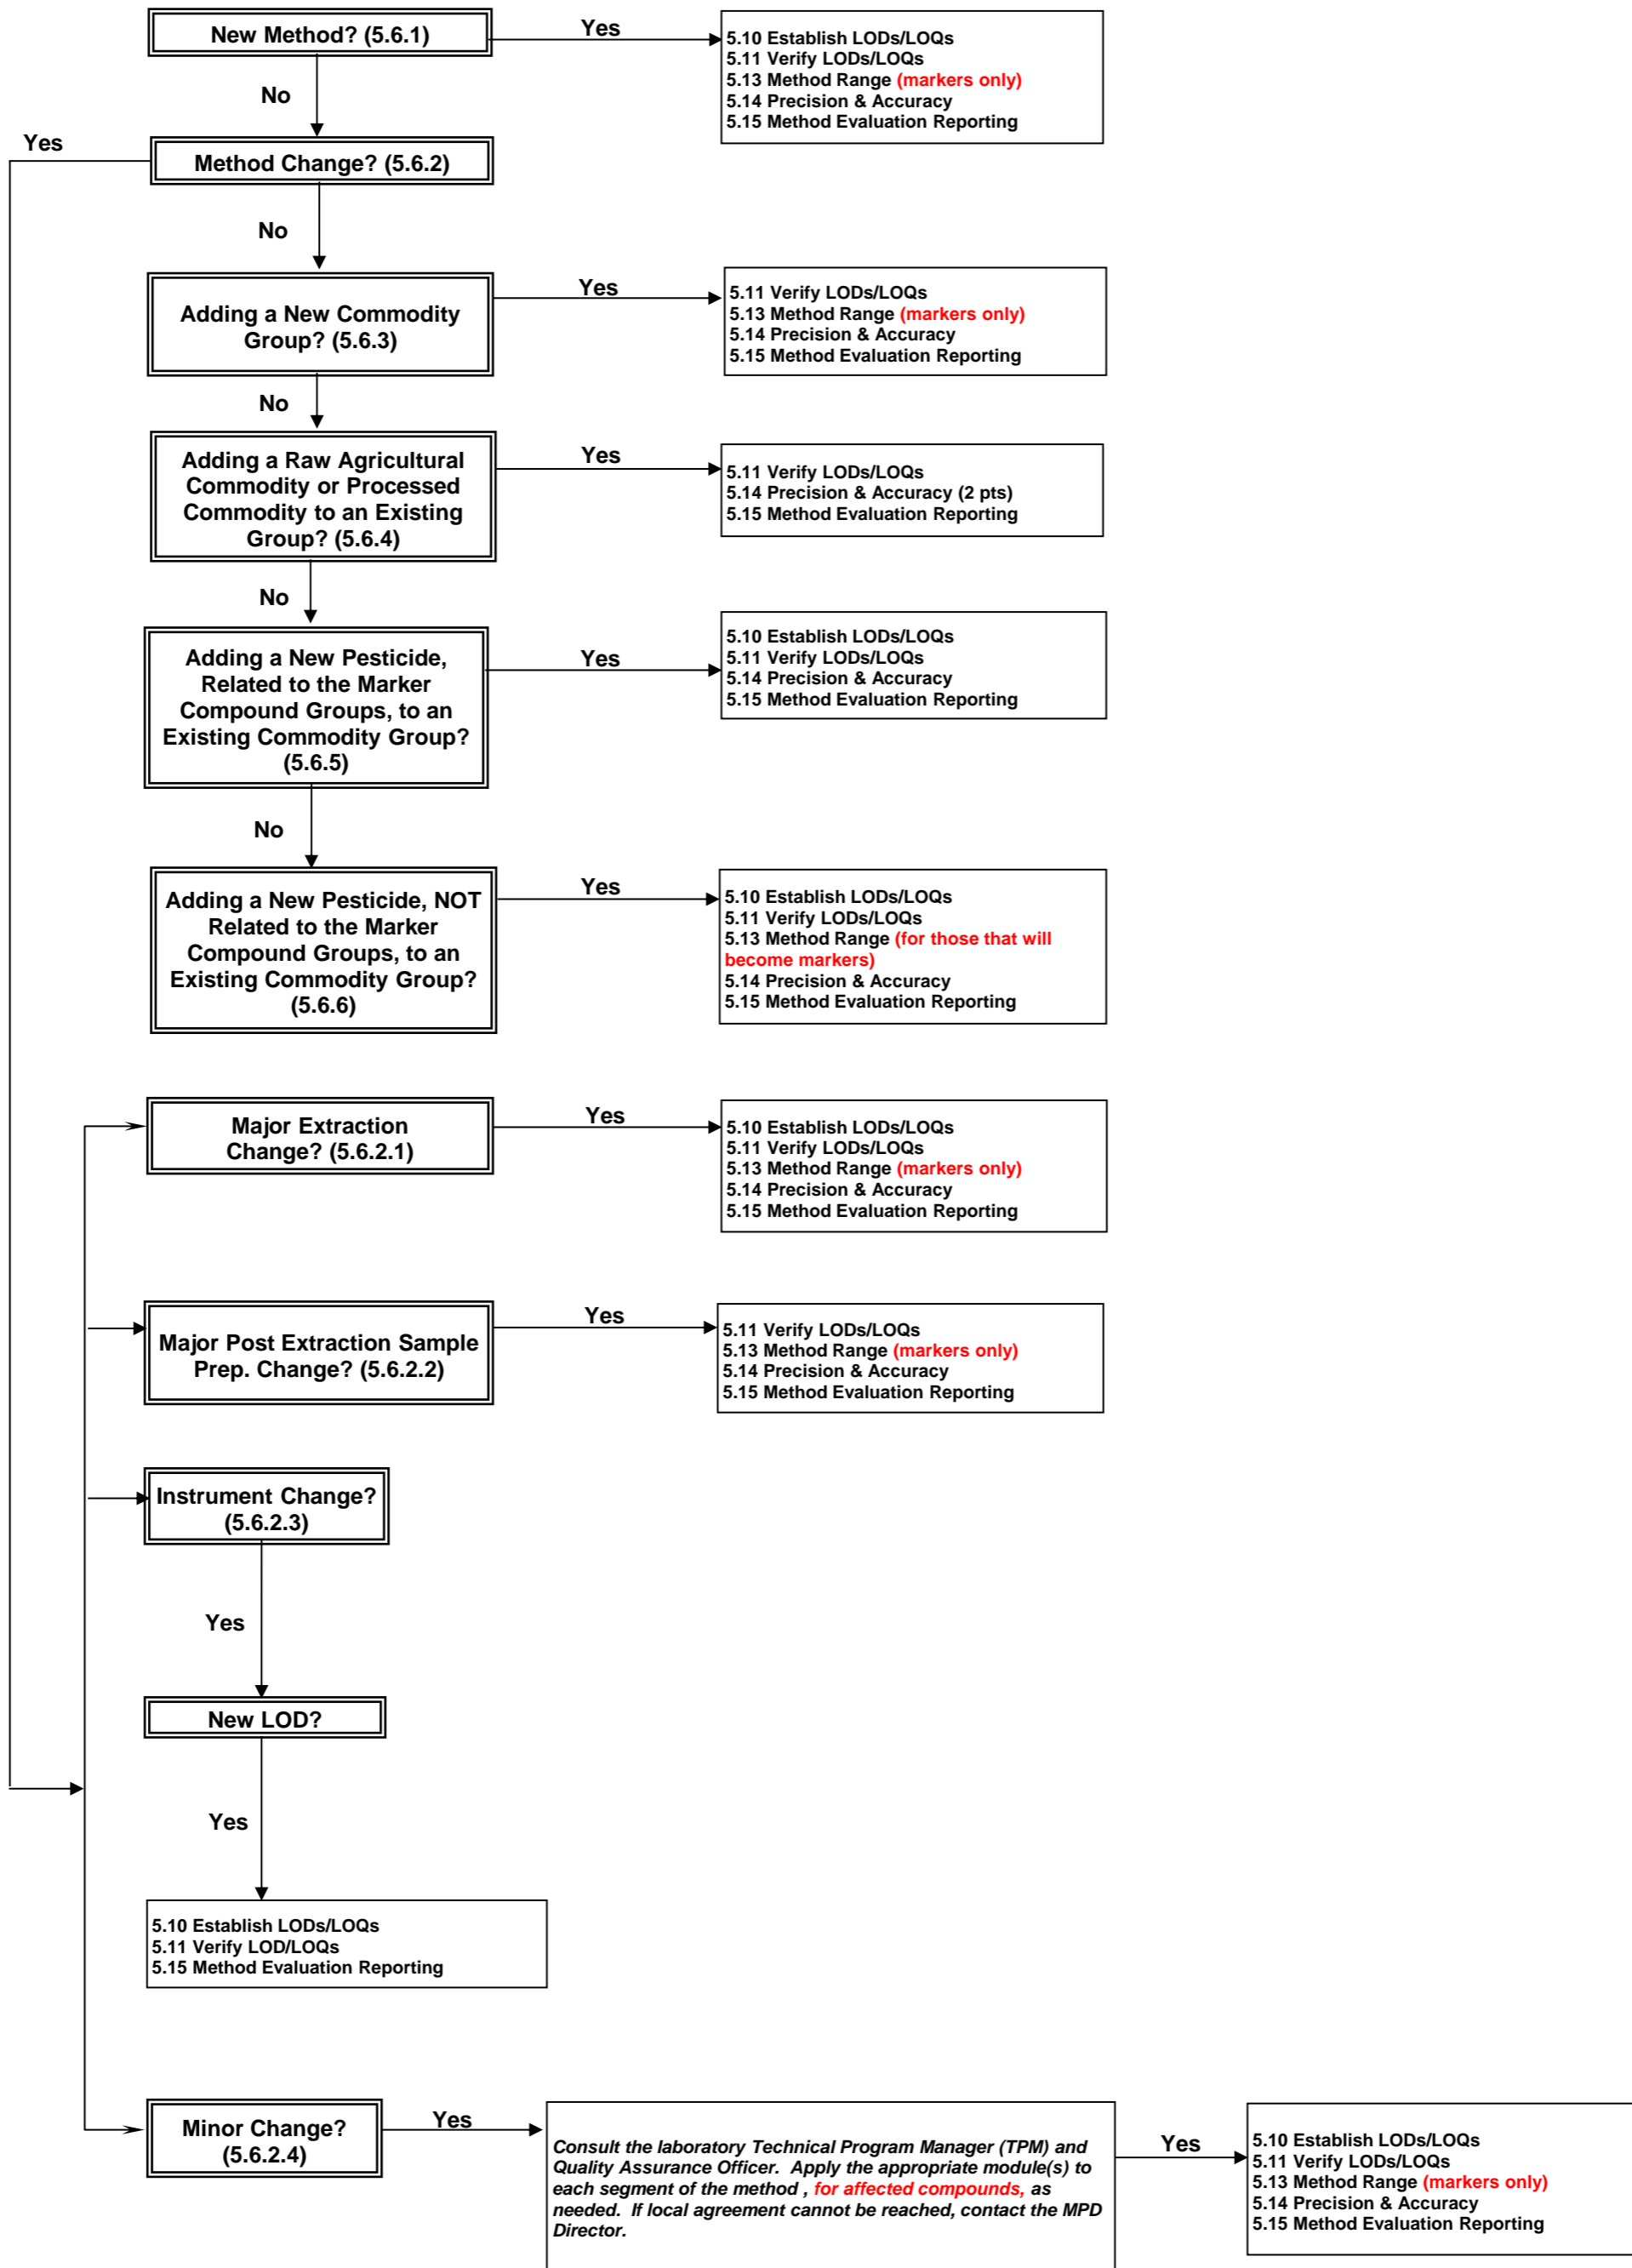 New Method? (5.6.1)
Yes
5.10 Establish LODs/LOQs
5.11 Verify LODs/LOQs
5.13 Method Range (markers only)
5.14 Precision & Accuracy
5.15 Method Evaluation Reporting
No
Yes
Method Change? (5.6.2)
No
Adding a New Commodity
Group? (5.6.3)
Yes
5.11 Verify LODs/LOQs
5.13 Method Range (markers only)
5.14 Precision & Accuracy
5.15 Method Evaluation Reporting
No
Adding a Raw Agricultural
Commodity or Processed
Commodity to an Existing
Group? (5.6.4)
Yes
5.11 Verify LODs/LOQs
5.14 Precision & Accuracy (2 pts)
5.15 Method Evaluation Reporting
No
Adding a New Pesticide,
Related to the Marker
Compound Groups, to an
Existing Commodity Group?
(5.6.5)
Yes
5.10 Establish LODs/LOQs
5.11 Verify LODs/LOQs
5.14 Precision & Accuracy
5.15 Method Evaluation Reporting
No
Adding a New Pesticide, NOT
Related to the Marker
Compound Groups, to an
Existing Commodity Group?
(5.6.6)
Yes
5.10 Establish LODs/LOQs
5.11 Verify LODs/LOQs
5.13 Method Range (for those that will
become markers)
5.14 Precision & Accuracy
5.15 Method Evaluation Reporting
Major Extraction
Change? (5.6.2.1)
Yes
5.10 Establish LODs/LOQs
5.11 Verify LODs/LOQs
5.13 Method Range (markers only)
5.14 Precision & Accuracy
5.15 Method Evaluation Reporting
Major Post Extraction Sample
Prep. Change? (5.6.2.2)
Yes
5.11 Verify LODs/LOQs
5.13 Method Range (markers only)
5.14 Precision & Accuracy
5.15 Method Evaluation Reporting
Instrument Change?
(5.6.2.3)
Yes
New LOD?
Yes
5.10 Establish LODs/LOQs
5.11 Verify LOD/LOQs
5.15 Method Evaluation Reporting
Minor Change?
(5.6.2.4)
Yes
Consult the laboratory Technical Program Manager (TPM) and
Quality Assurance Officer.  Apply the appropriate module(s) to
each segment of the method , for affected compounds, as
needed.  If local agreement cannot be reached, contact the MPD
Director.
Yes
5.10 Establish LODs/LOQs
5.11 Verify LODs/LOQs
5.13 Method Range (markers only)
5.14 Precision & Accuracy
5.15 Method Evaluation Reporting